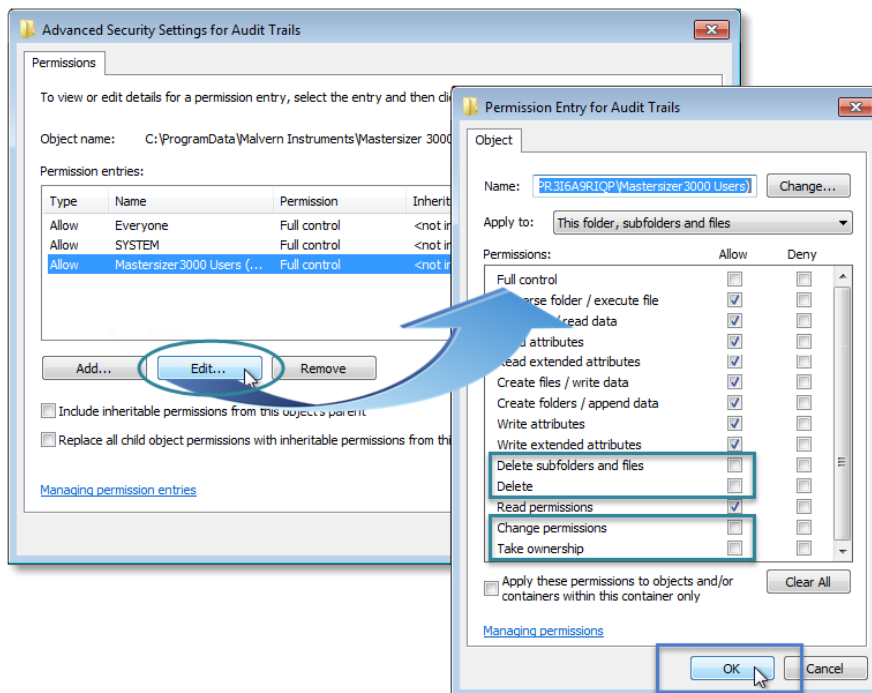 Advanced Security Settings for Audit Trails
Permissions
To view or edit details for a permission entry, select the entry and then
Object name: C:\ProgramData\Malvern Instruments\Mastersizer 3000
Permission entries:
Type Name Permission Inherit
Allow Everyone Full control <not in
Allow SYSTEM Full control <not in
Allow Mastersizer3000 Users (... Full control <not in
Add... Edit... Remove
Include inheritable permissions from this object's parent
Replace all child object permissions with inheritable permissions from thi
Managing permission entries
Permission Entry for Audit Trails
Object
Name: PR3I6A9RIQP\Mastersizer3000 Users) Change...
Apply to: This folder, subfolders and files
Permissions: Allow Deny
Full control
folder / execute file
read data
attributes
Read extended attributes
Create files / write data
Create folders / append data
Write attributes
Write extended attributes
Delete subfolders and files
Delete
Read permissions
Change permissions
Take ownership
Apply these permissions to objects and/or
containers within this container only
Clear All
Managing permissions
OK Cancel